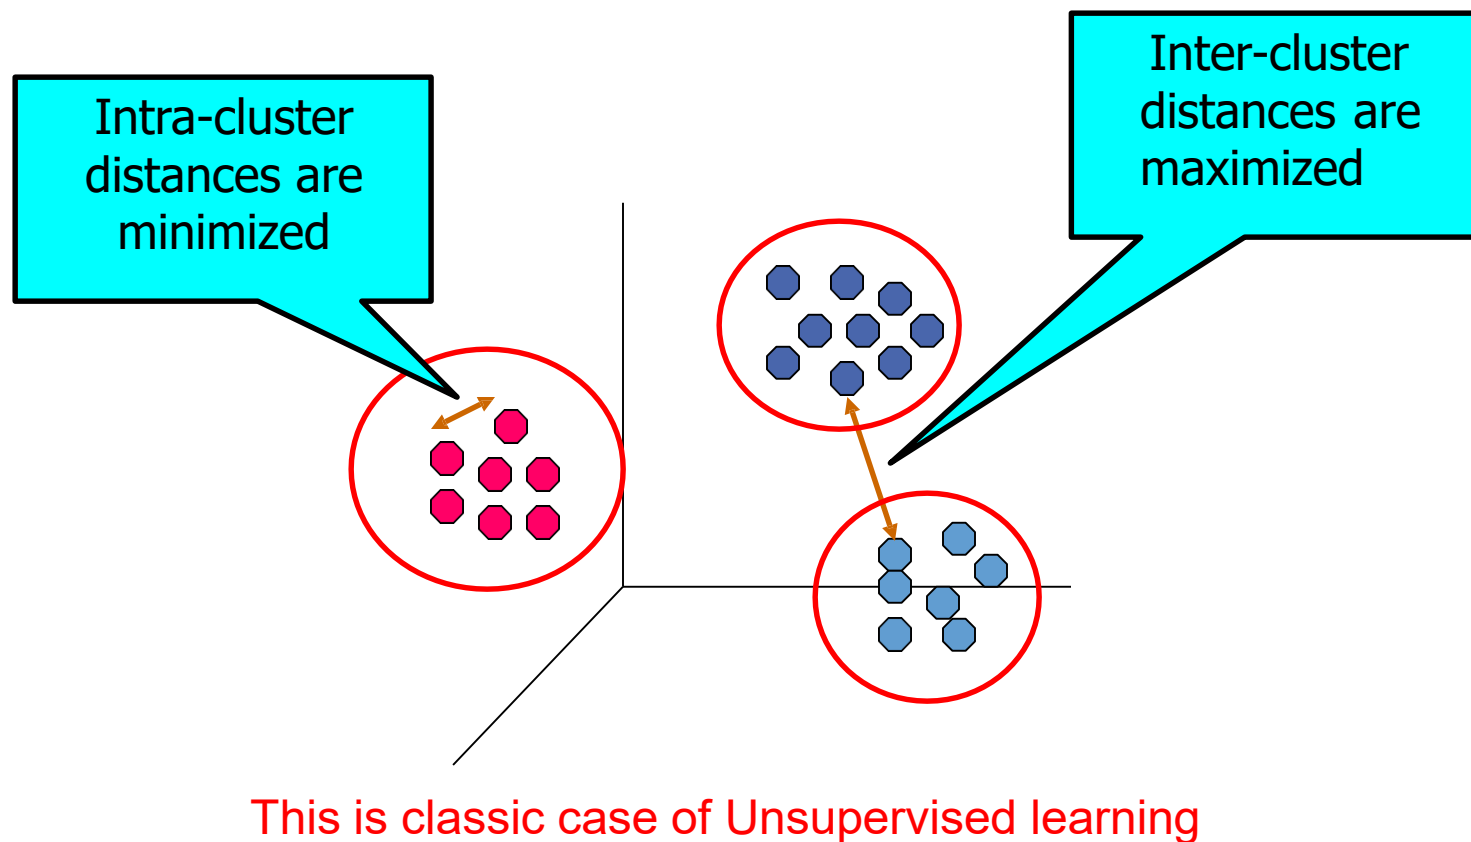 Intra-cluster
distances are
minimized
Inter-cluster
distances are
maximized
This is classic case of Unsupervised learning